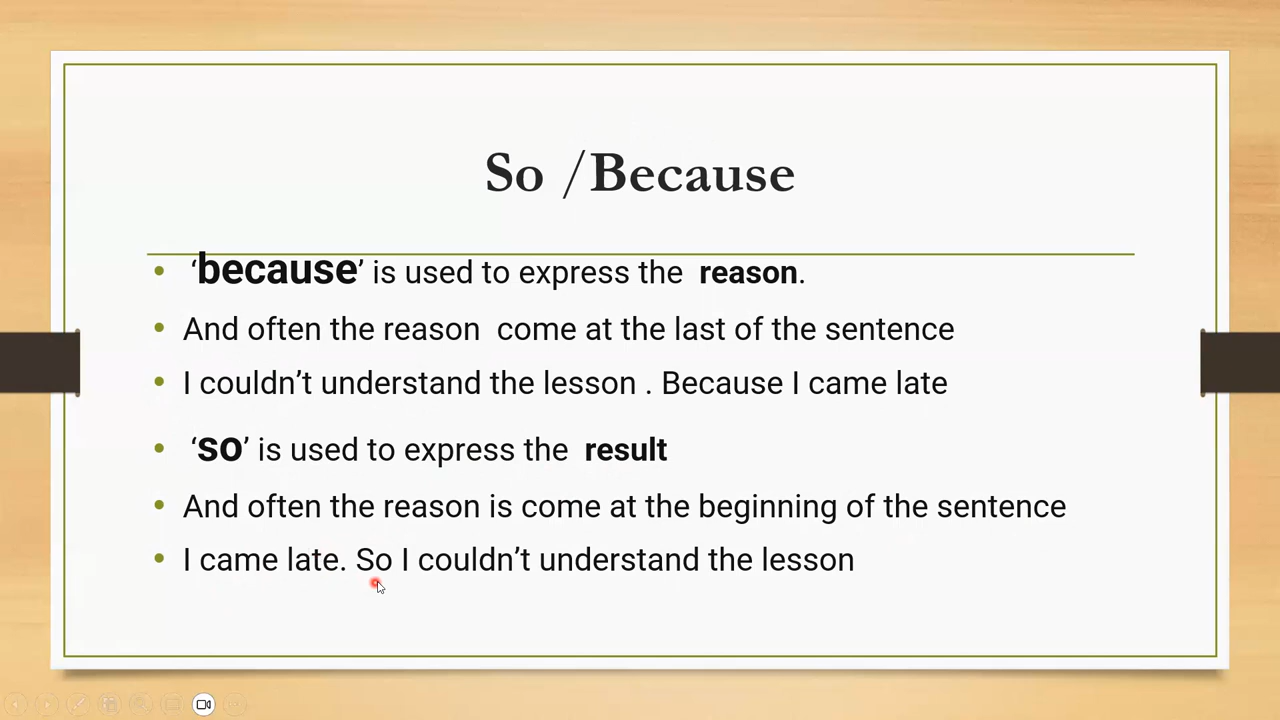 So /Because
‘because’ is used to express the reason.
And often the reason come at the last of the sentence
I couldn’t understand the lesson . Because I came late
‘so’ is used to express the result
And often the reason is come at the beginning of the sentence
I came late. So I couldn’t understand the lesson